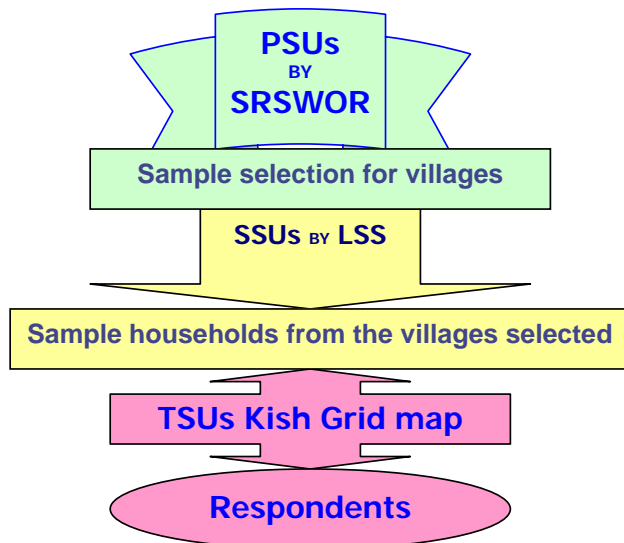 PSUs
BY
SRSWOR
Sample selection for villages
SSUs BY LSS
Sample households from the villages selected
TSUs Kish Grid map
Respondents